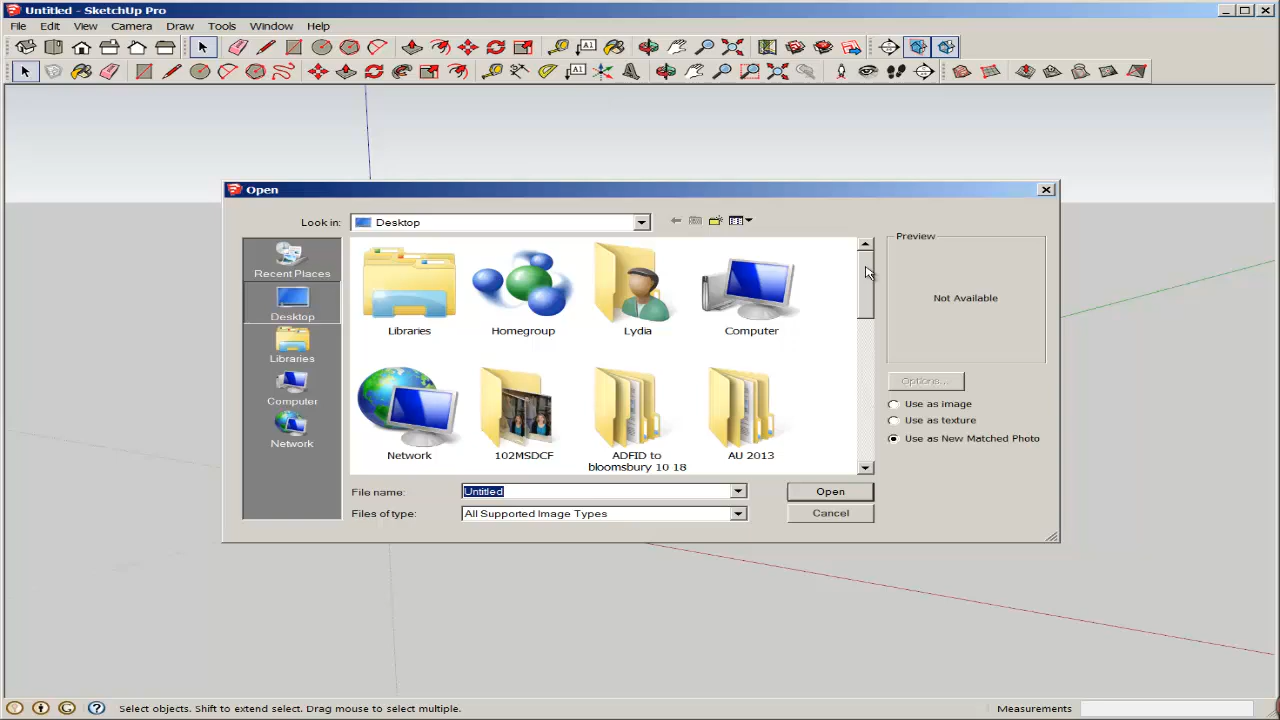 Untitled - SketchUp Pro
File Edit View Camera Draw Tools Window Help
Open
Look in: Desktop
Recent Places
Desktop
Libraries
Computer
Network
Libraries Homegroup Lydia Computer
Network 102MSDCF ADFID to bloomsbury 10 18 AU 2013
Preview
Not Available
Options...
Use as image
Use as texture
Use as New Matched Photo
File name: Untitled Open
Files of type: All Supported Image Types Cancel
Select objects. Shift to extend select. Drag mouse to select multiple. Measurements